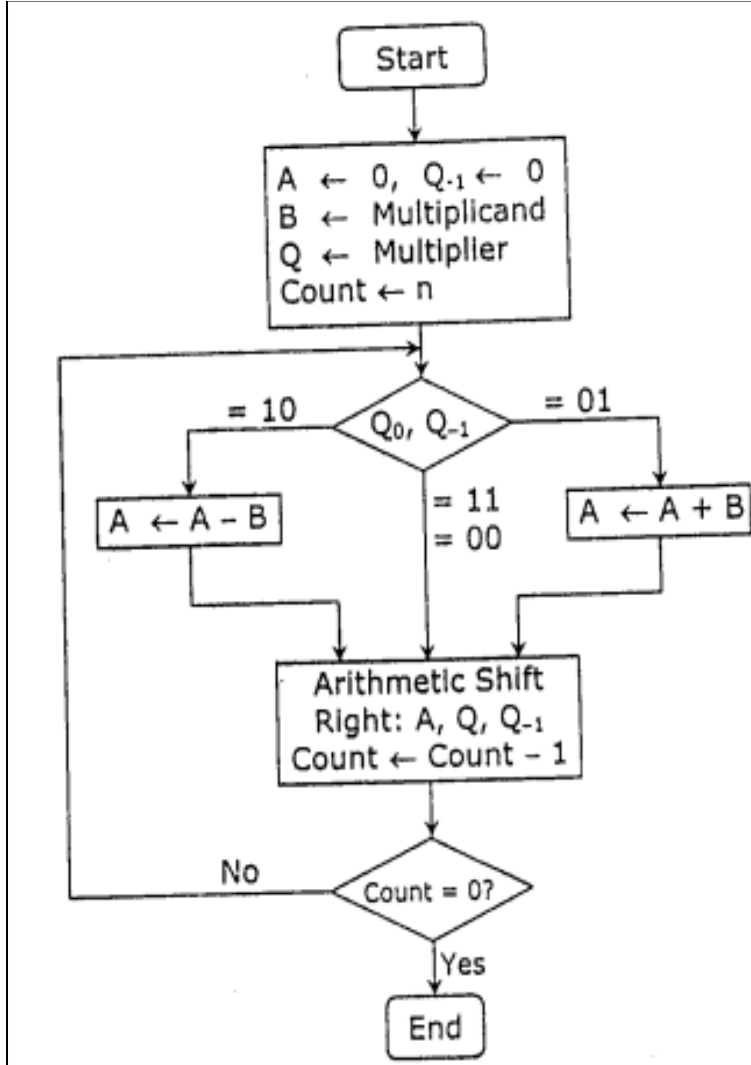 Start
A ← 0, Q₋₁ ← 0
B ← Multiplicand
Q ← Multiplier
Count ← n
= 10
Q₀, Q₋₁
= 01
A ← A – B
= 11
= 00
A ← A + B
Arithmetic Shift
Right: A, Q, Q₋₁
Count ← Count – 1
No
Count = 0?
Yes
End